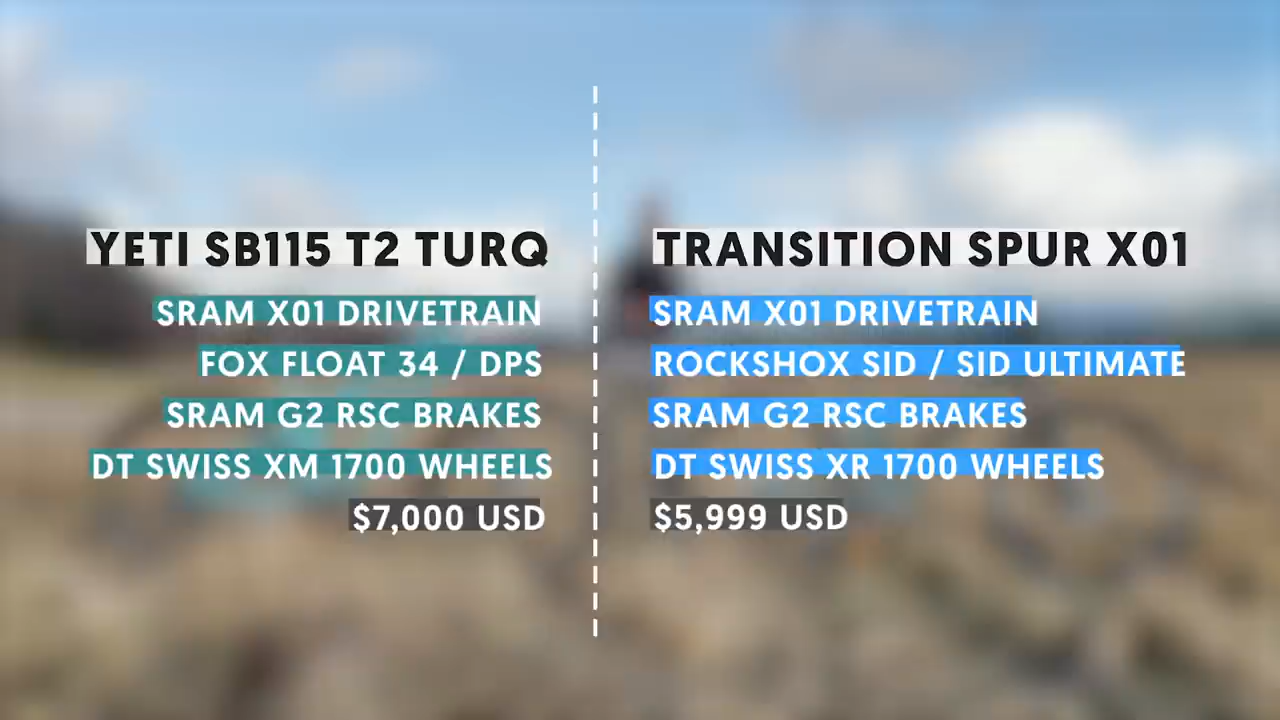 YETI SB115 T2 TURQ
SRAM X01 DRIVETRAIN
FOX FLOAT 34 / DPS
SRAM G2 RSC BRAKES
DT SWISS XM 1700 WHEELS
$7,000 USD
TRANSITION SPUR X01
SRAM X01 DRIVETRAIN
ROCKSHOX SID / SID ULTIMATE
SRAM G2 RSC BRAKES
DT SWISS XR 1700 WHEELS
$5,999 USD